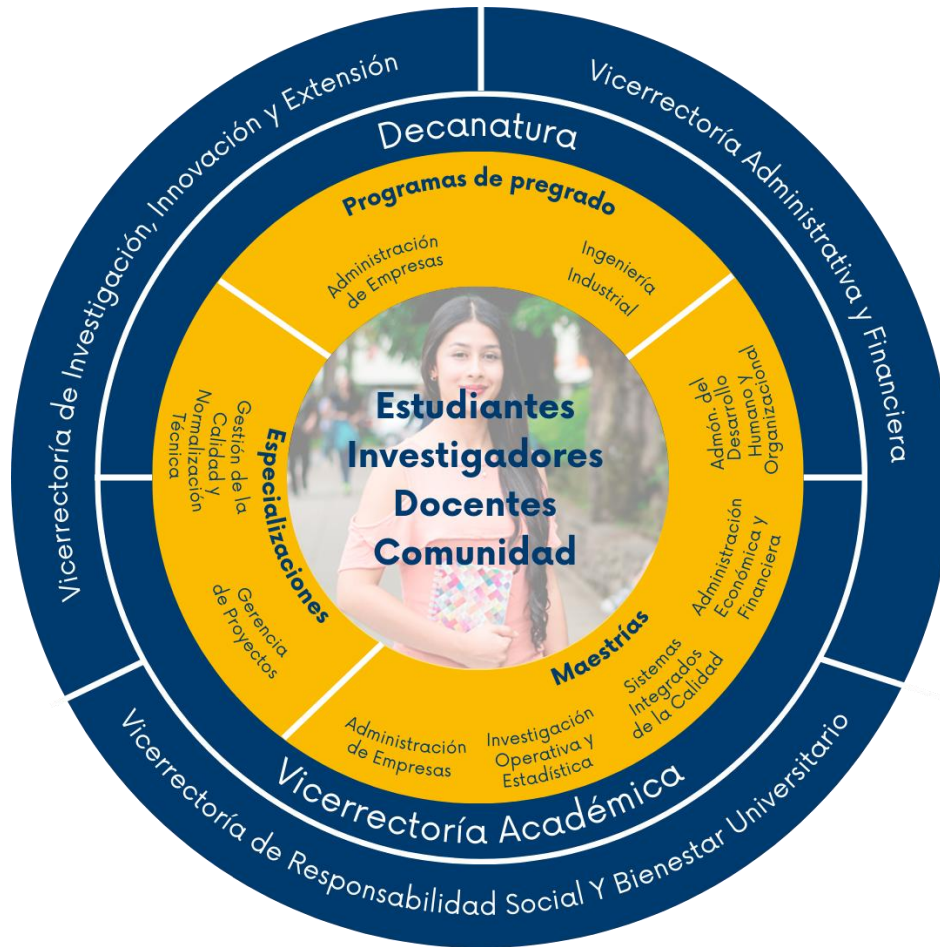 Vicerrectoría de Investigación, Innovación y Extensión
Vicerrectoría Administrativa y Financiera
Decanatura
Programas de pregrado
Administración
de Empresas
Ingeniería
Industrial
Admón. del
Desarrollo
Humano y
Organizacional
Administración
Económica y
Financiera
Sistemas
Integrados
de la Calidad
Investigación
Operativa y
Estadística
Administración
de Empresas
Maestrías
Especializaciones
Gestión de la
Calidad y
Normalización
Técnica
Gerencia
de Proyectos
Estudiantes
Investigadores
Docentes
Comunidad
Vicerrectoría Académica
Vicerrectoría de Responsabilidad Social Y Bienestar Universitario